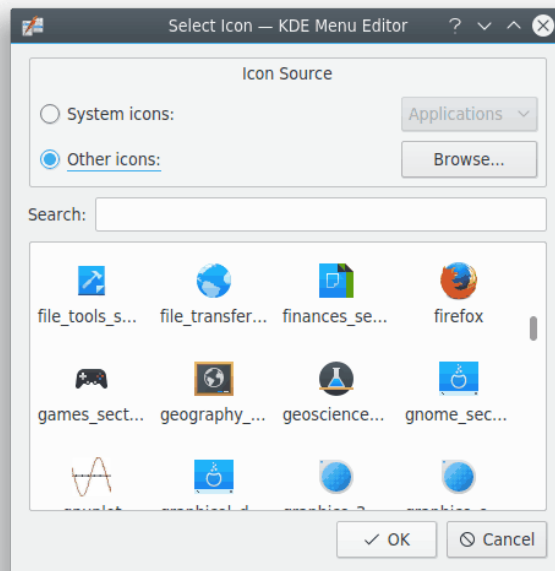 Select Icon — KDE Menu Editor
Icon Source
System icons:
Applications
Other icons:
Browse...
Search:
file_tools_s...
file_transfer...
finances_se...
firefox
games_sect...
geography_...
geoscience...
gnome_sec...
OK
Cancel